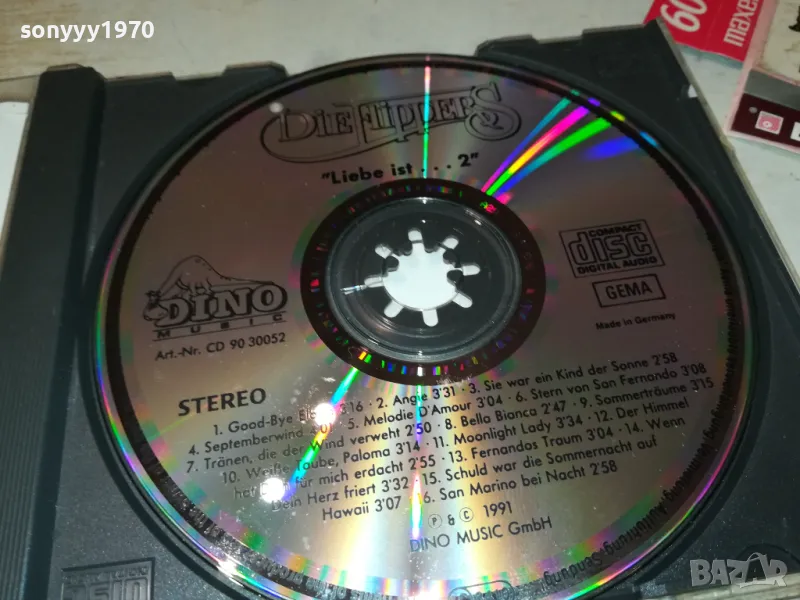 sonyyy1970
60
maxell
DIE FLIPPERS
"Liebe ist . . . 2"
COMPACT
disc
DIGITAL AUDIO
GEMA
Made in Germany
DINO
MUSIC
Art.-Nr. CD 90 30052
STEREO
1. Good-Bye 3'16 · 2. Angie 3'31 · 3. Sie war ein Kind der Sonne 2'58
4. Septemberwind · 5. Melodie D'Amour 3'04 · 6. Stern von San Fernando 3'08
7. Tränen, die der Wind verweht 2'50 · 8. Bella Bianca 2'47 · 9. Sommerträume 3'15
10. Weiße Taube, Paloma 3'14 · 11. Moonlight Lady 3'34 · 12. Der Himmel
hat für mich erdacht 2'55 · 13. Fernandos Traum 3'04 · 14. Wenn
Dein Herz friert 3'32 · 15. Schuld war die Sommernacht auf
Hawaii 3'07 · 16. San Marino bei Nacht 2'58
℗ & © 1991
DINO MUSIC GmbH
BAZAR